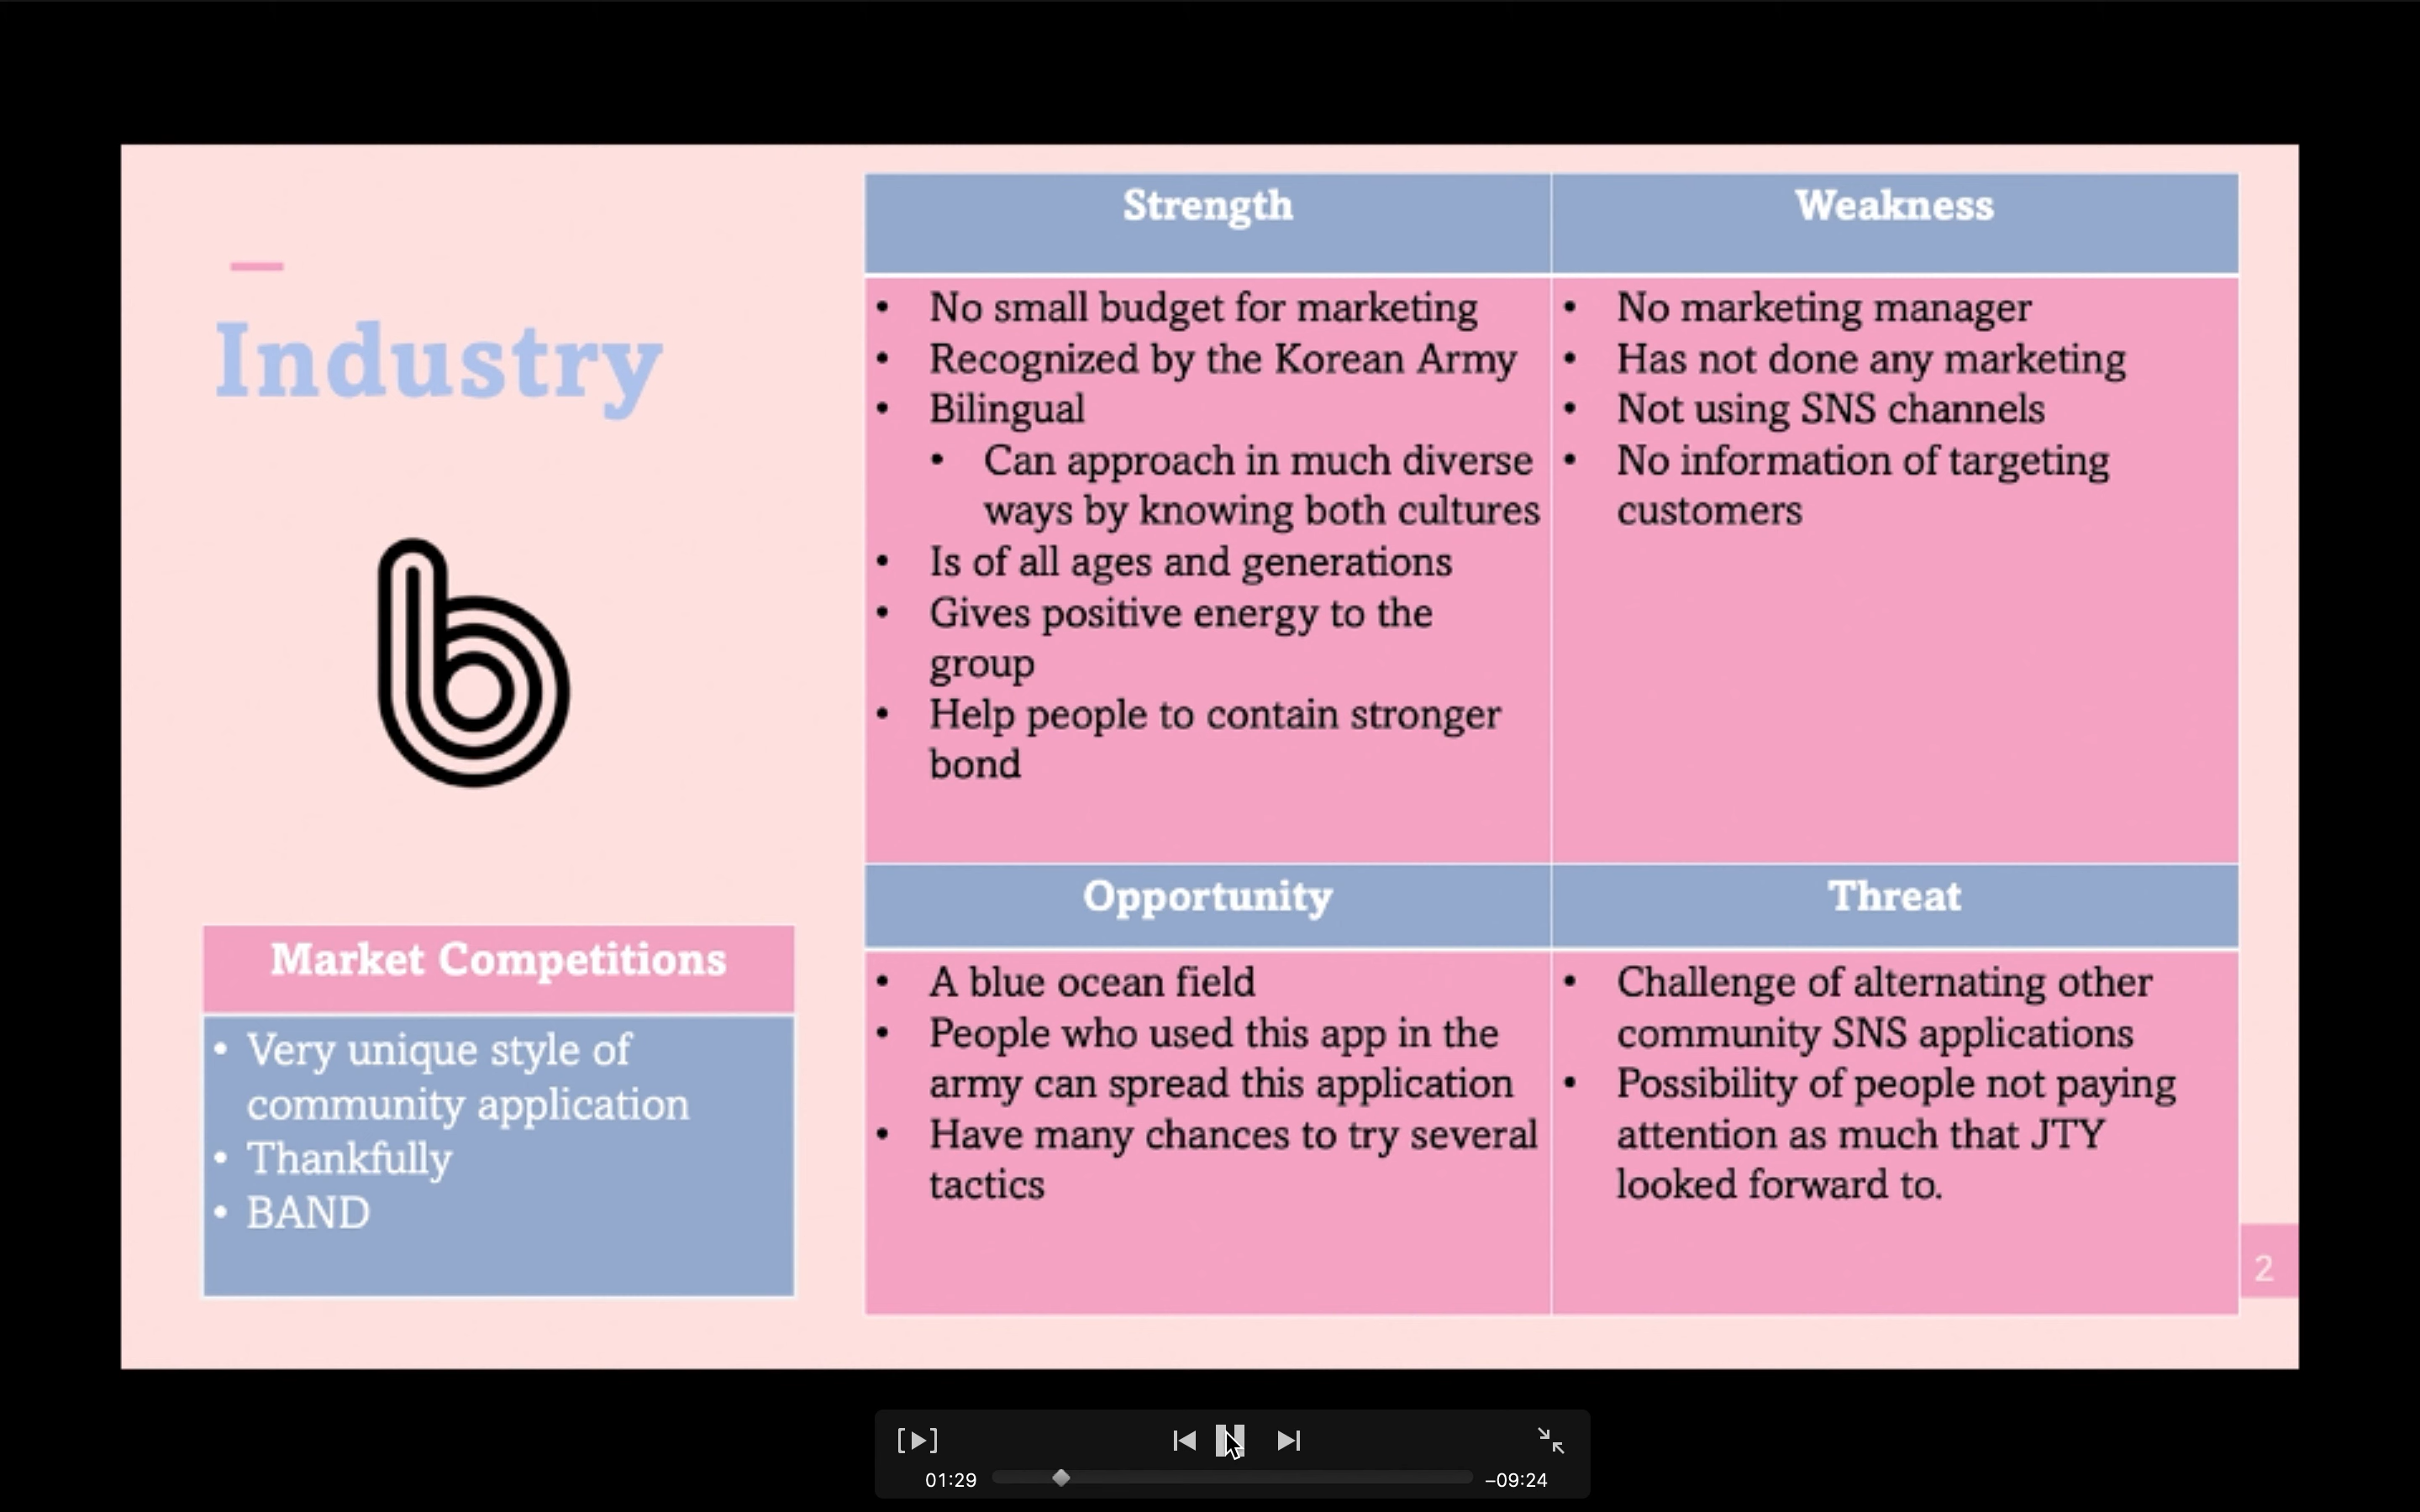 Industry
Market Competitions
• Very unique style of
community application
• Thankfully
• BAND
Strength
• No small budget for marketing
• Recognized by the Korean Army
• Bilingual
• Can approach in much diverse
ways by knowing both cultures
• Is of all ages and generations
• Gives positive energy to the
group
• Help people to contain stronger
bond
Weakness
• No marketing manager
• Has not done any marketing
• Not using SNS channels
• No information of targeting
customers
Opportunity
• A blue ocean field
• People who used this app in the
army can spread this application
• Have many chances to try several
tactics
Threat
• Challenge of alternating other
community SNS applications
• Possibility of people not paying
attention as much that JTY
looked forward to.
2
01:29
−09:24